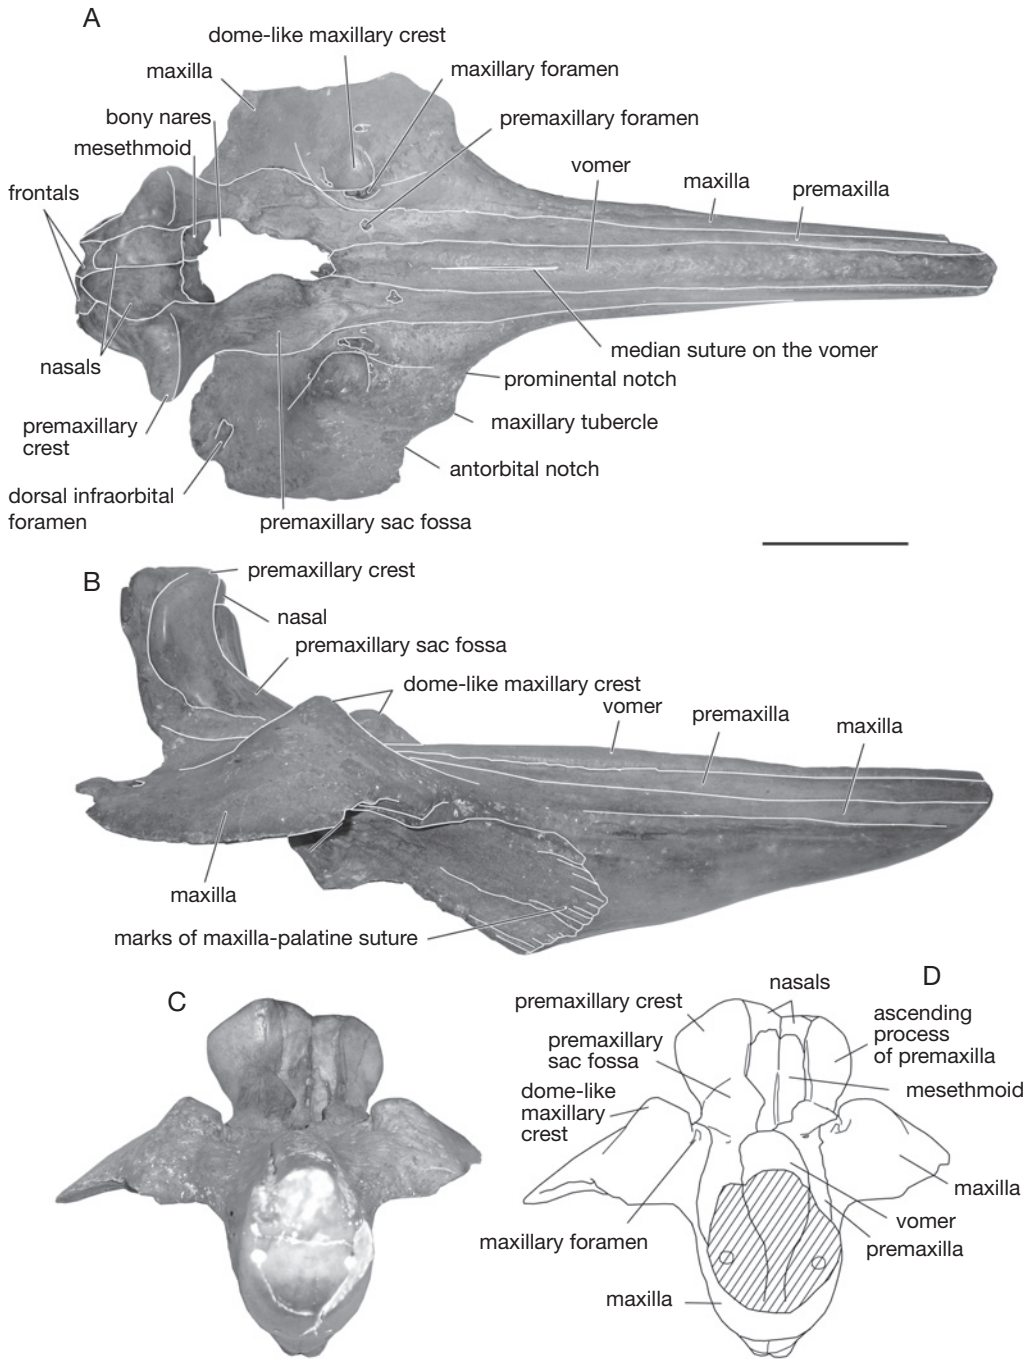 A
dome-like maxillary crest
maxilla
maxillary foramen
bony nares
premaxillary foramen
mesethmoid
vomer
maxilla
premaxilla
frontals
median suture on the vomer
nasals
prominental notch
premaxillary
crest
maxillary tubercle
antorbital notch
dorsal infraorbital
foramen
premaxillary sac fossa
B
premaxillary crest
nasal
premaxillary sac fossa
dome-like maxillary crest
vomer
premaxilla
maxilla
maxilla
marks of maxilla-palatine suture
C
D
nasals
premaxillary crest
ascending
process
of premaxilla
premaxillary
sac fossa
mesethmoid
dome-like
maxillary
crest
maxilla
vomer
maxillary foramen
premaxilla
maxilla